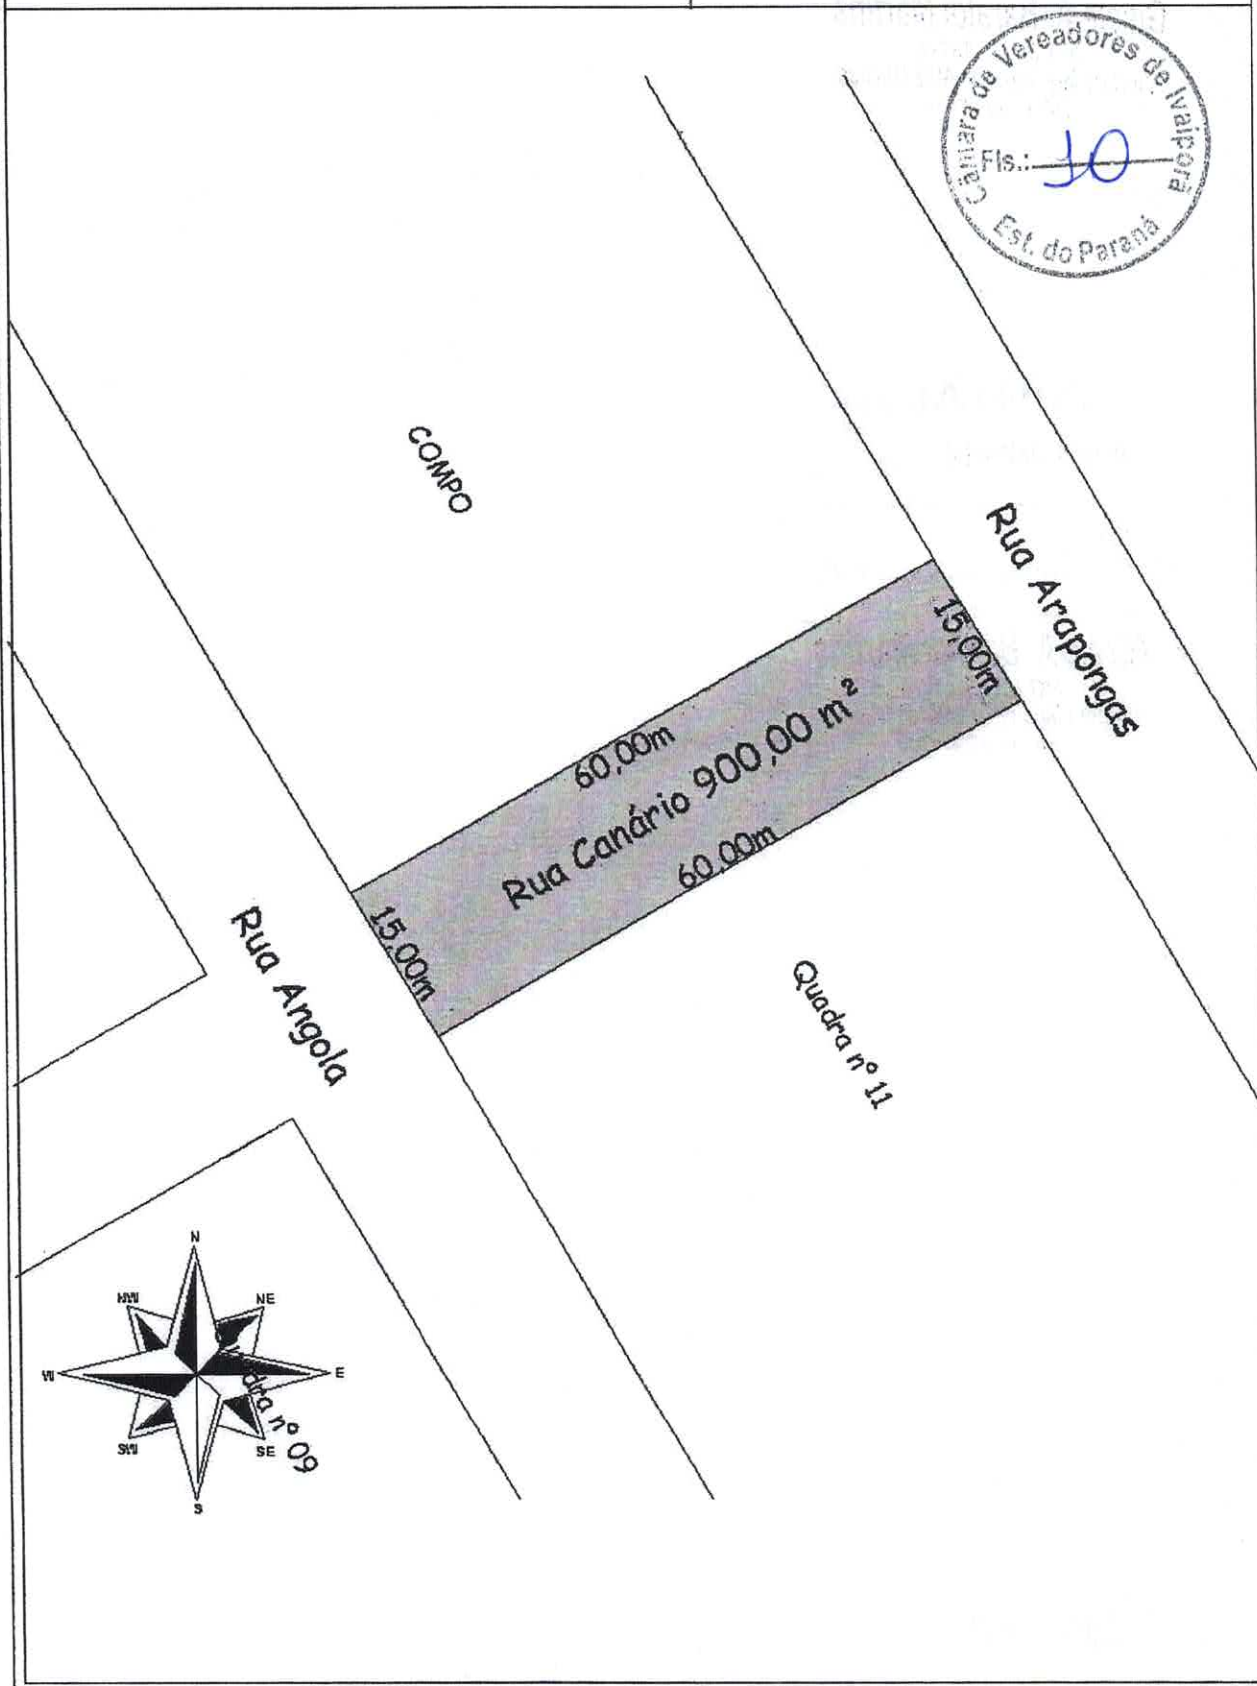 Câmara de Vereadores de Ivaiporã
Fls.: 10
Est. do Paraná
COMPO
Rua Arapongas
15,00m
60,00m
Rua Canário 900,00 m²
60,00m
15,00m
Rua Angola
Quadra nº 11
N
NW
NE
W
E
SW
SE
S
nº 09